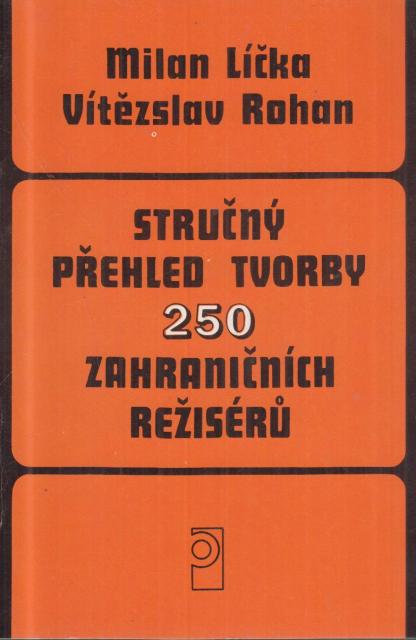 Milan Líčka
Vítězslav Rohan
STRUČNÝ
PŘEHLED TVORBY
250
ZAHRANIČNÍCH
REŽISÉRŮ